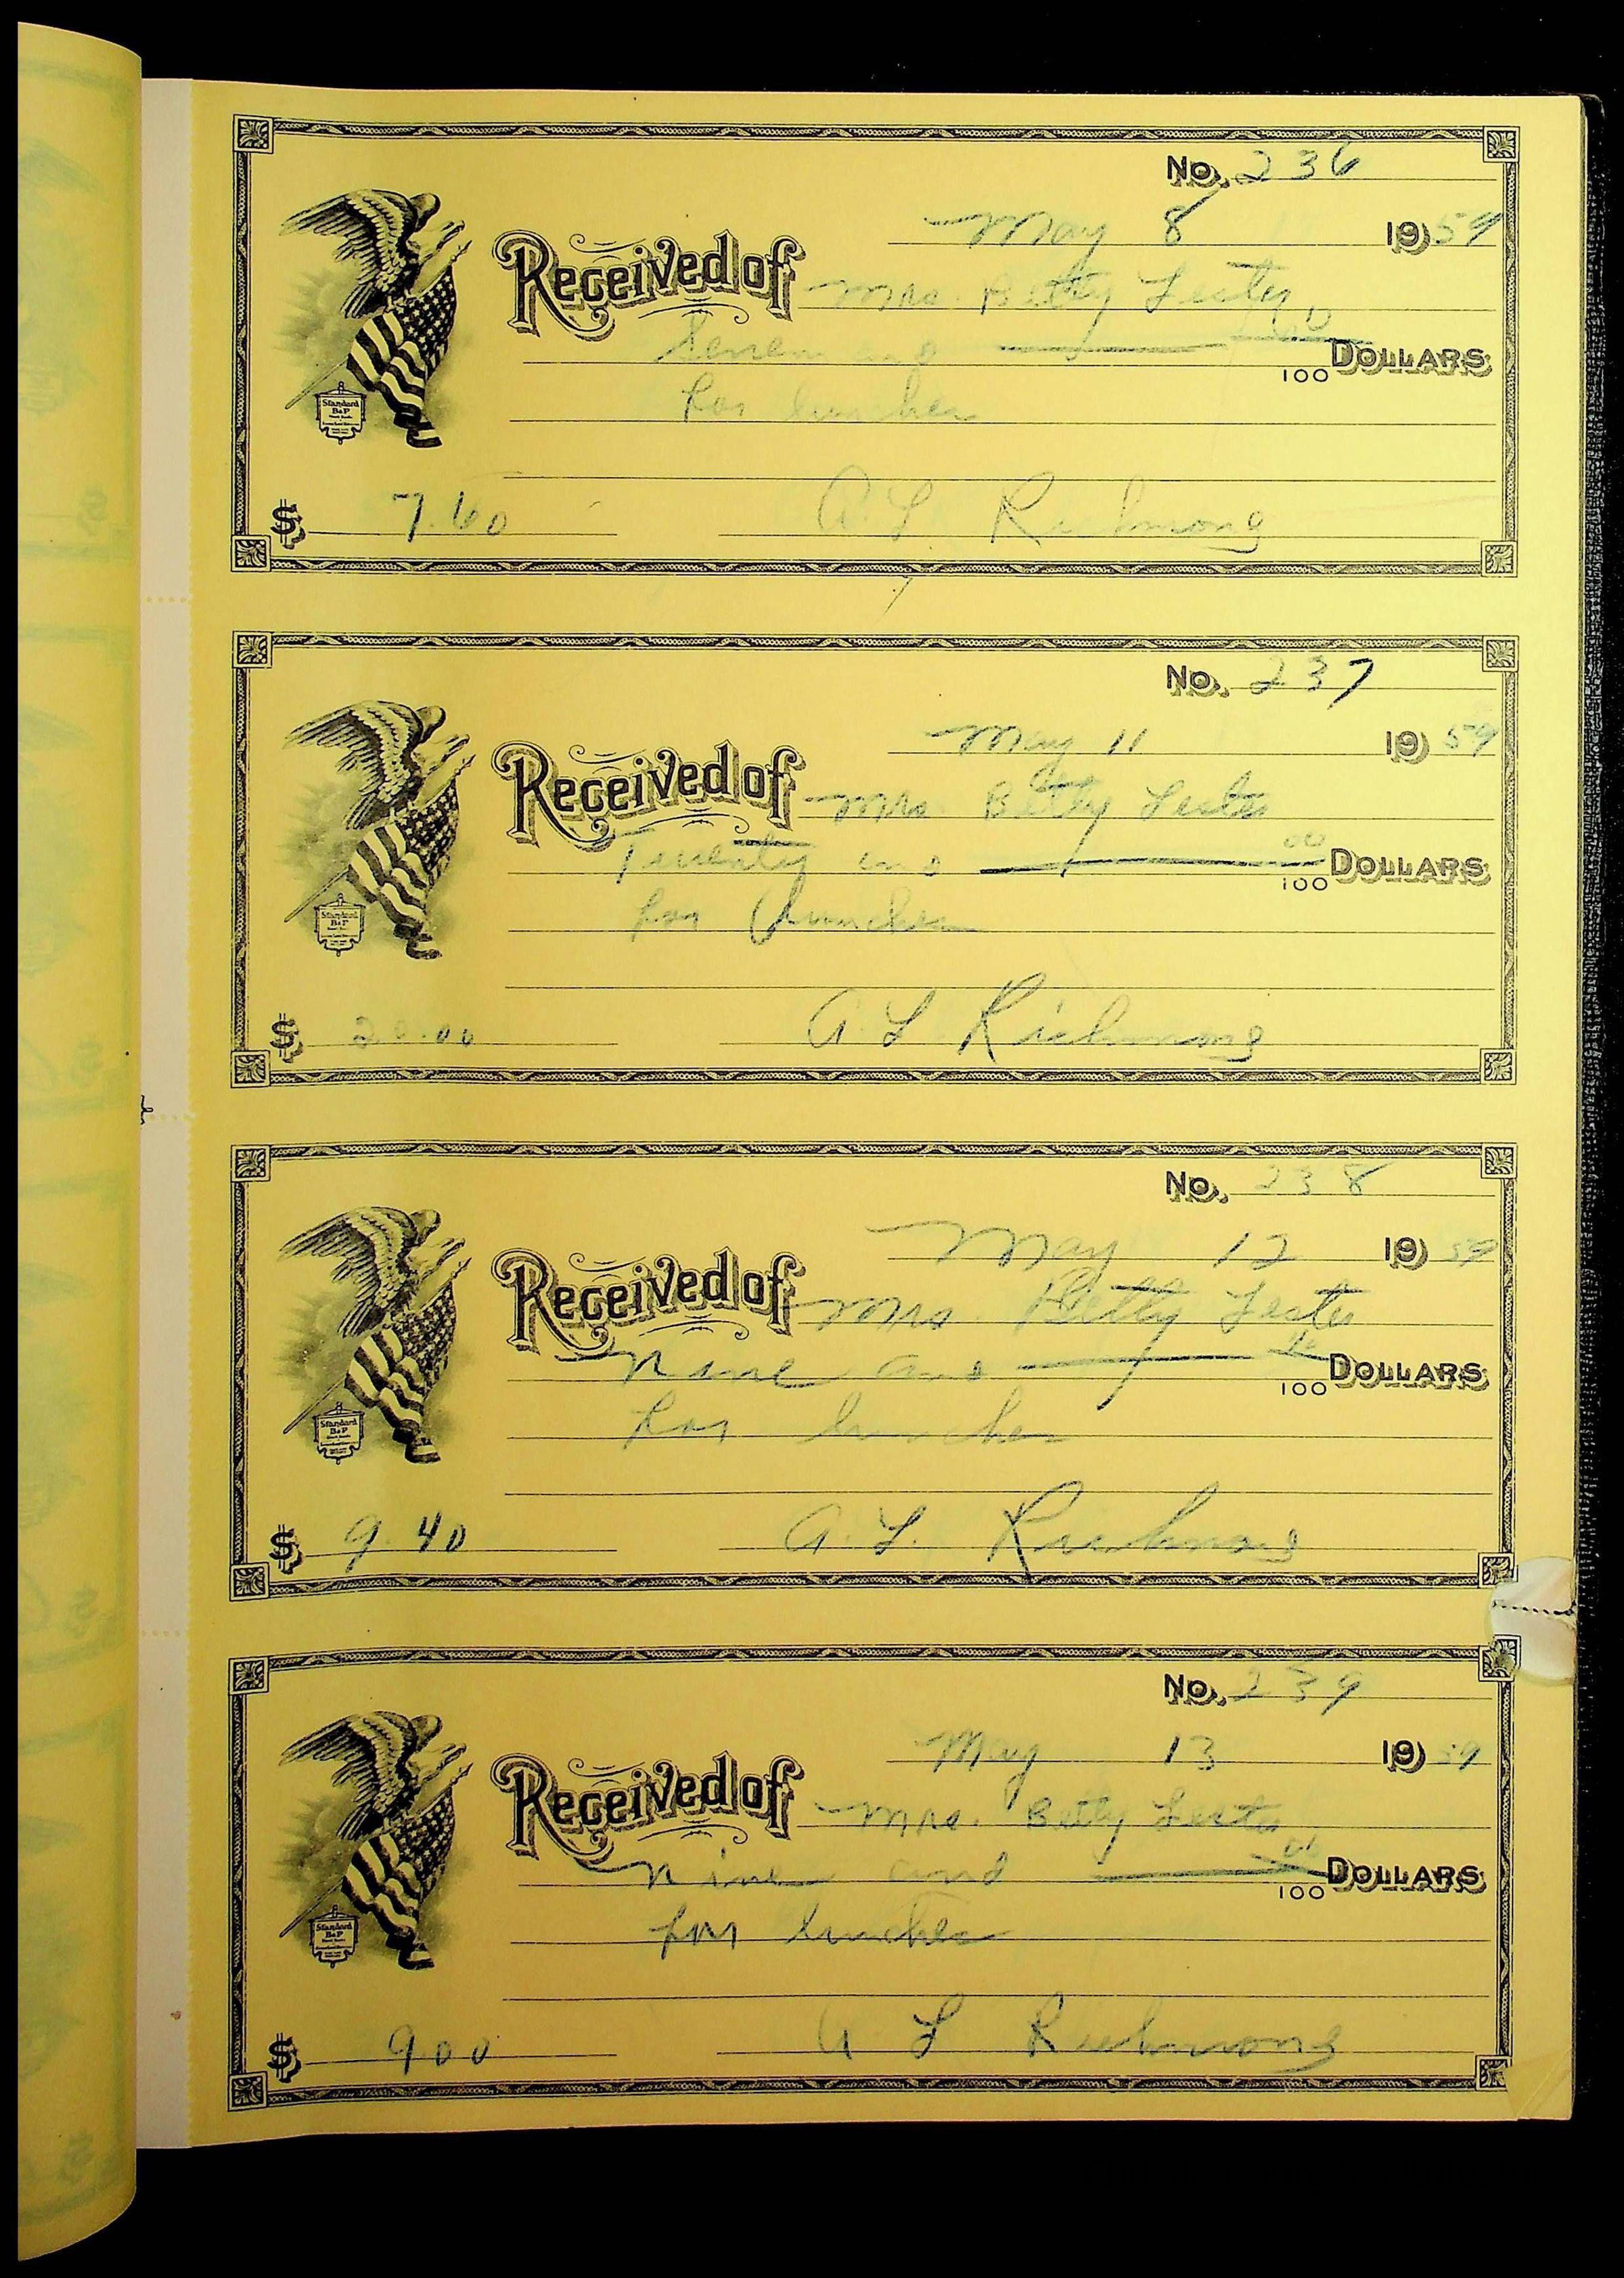 No. 236
May 8 1959
Received of Mrs. Betty Lester
Seven and 60/100 DOLLARS
For lunches
Standard
B&P
$ 7.60 A L Richmond
No. 237
May 11 1959
Received of Mrs. Betty Lester
Twenty and 00/100 DOLLARS
for lunches
Standard
B&P
$ 20.00 A L Richmond
No. 238
May 12 1959
Received of Mrs. Betty Lester
Nine and 40/100 DOLLARS
For lunches
Standard
B&P
$ 9.40 A. L. Richmond
No. 239
May 13 1959
Received of Mrs. Betty Lester
Nine and 00/100 DOLLARS
for lunches
Standard
B&P
$ 9.00 A L Richmond